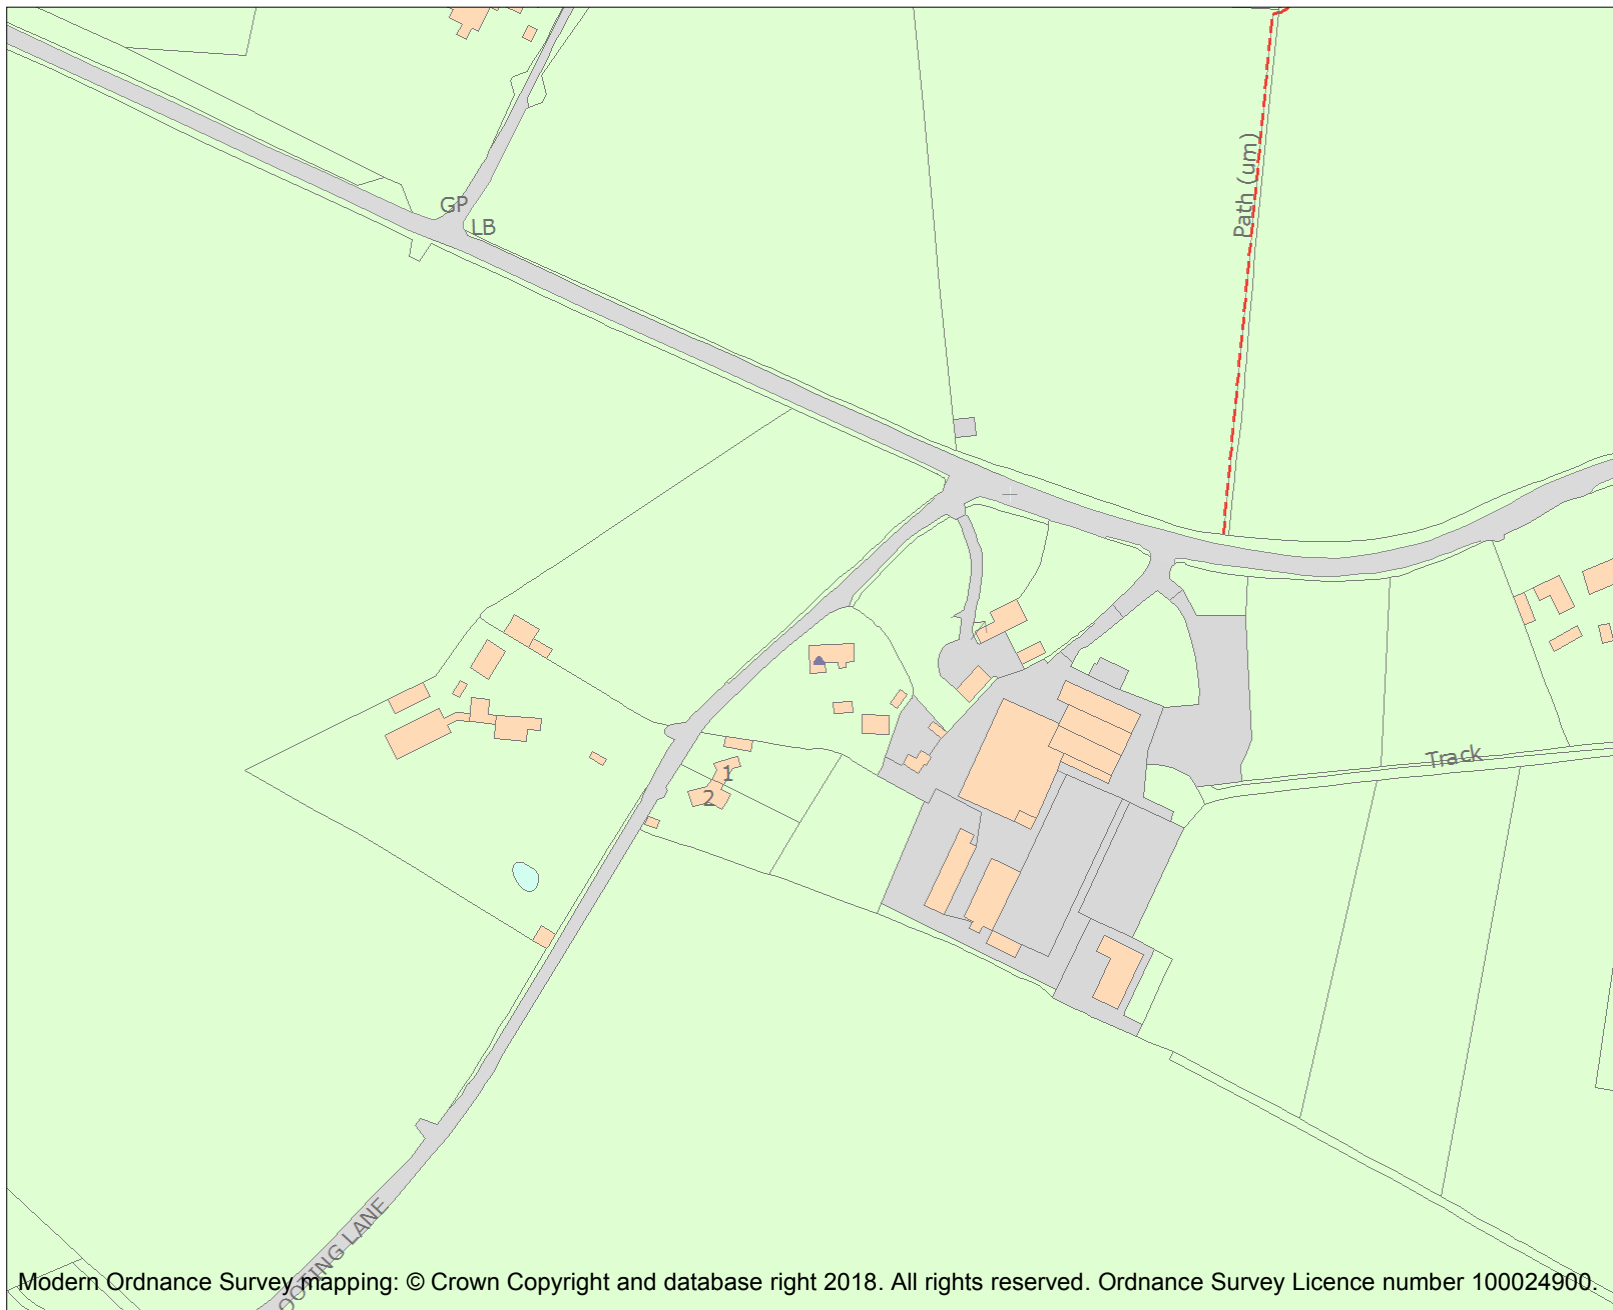 Path (um)
GP
LB
Track
1
2
LANE
Modern Ordnance Survey mapping: © Crown Copyright and database right 2018. All rights reserved. Ordnance Survey Licence number 100024900.